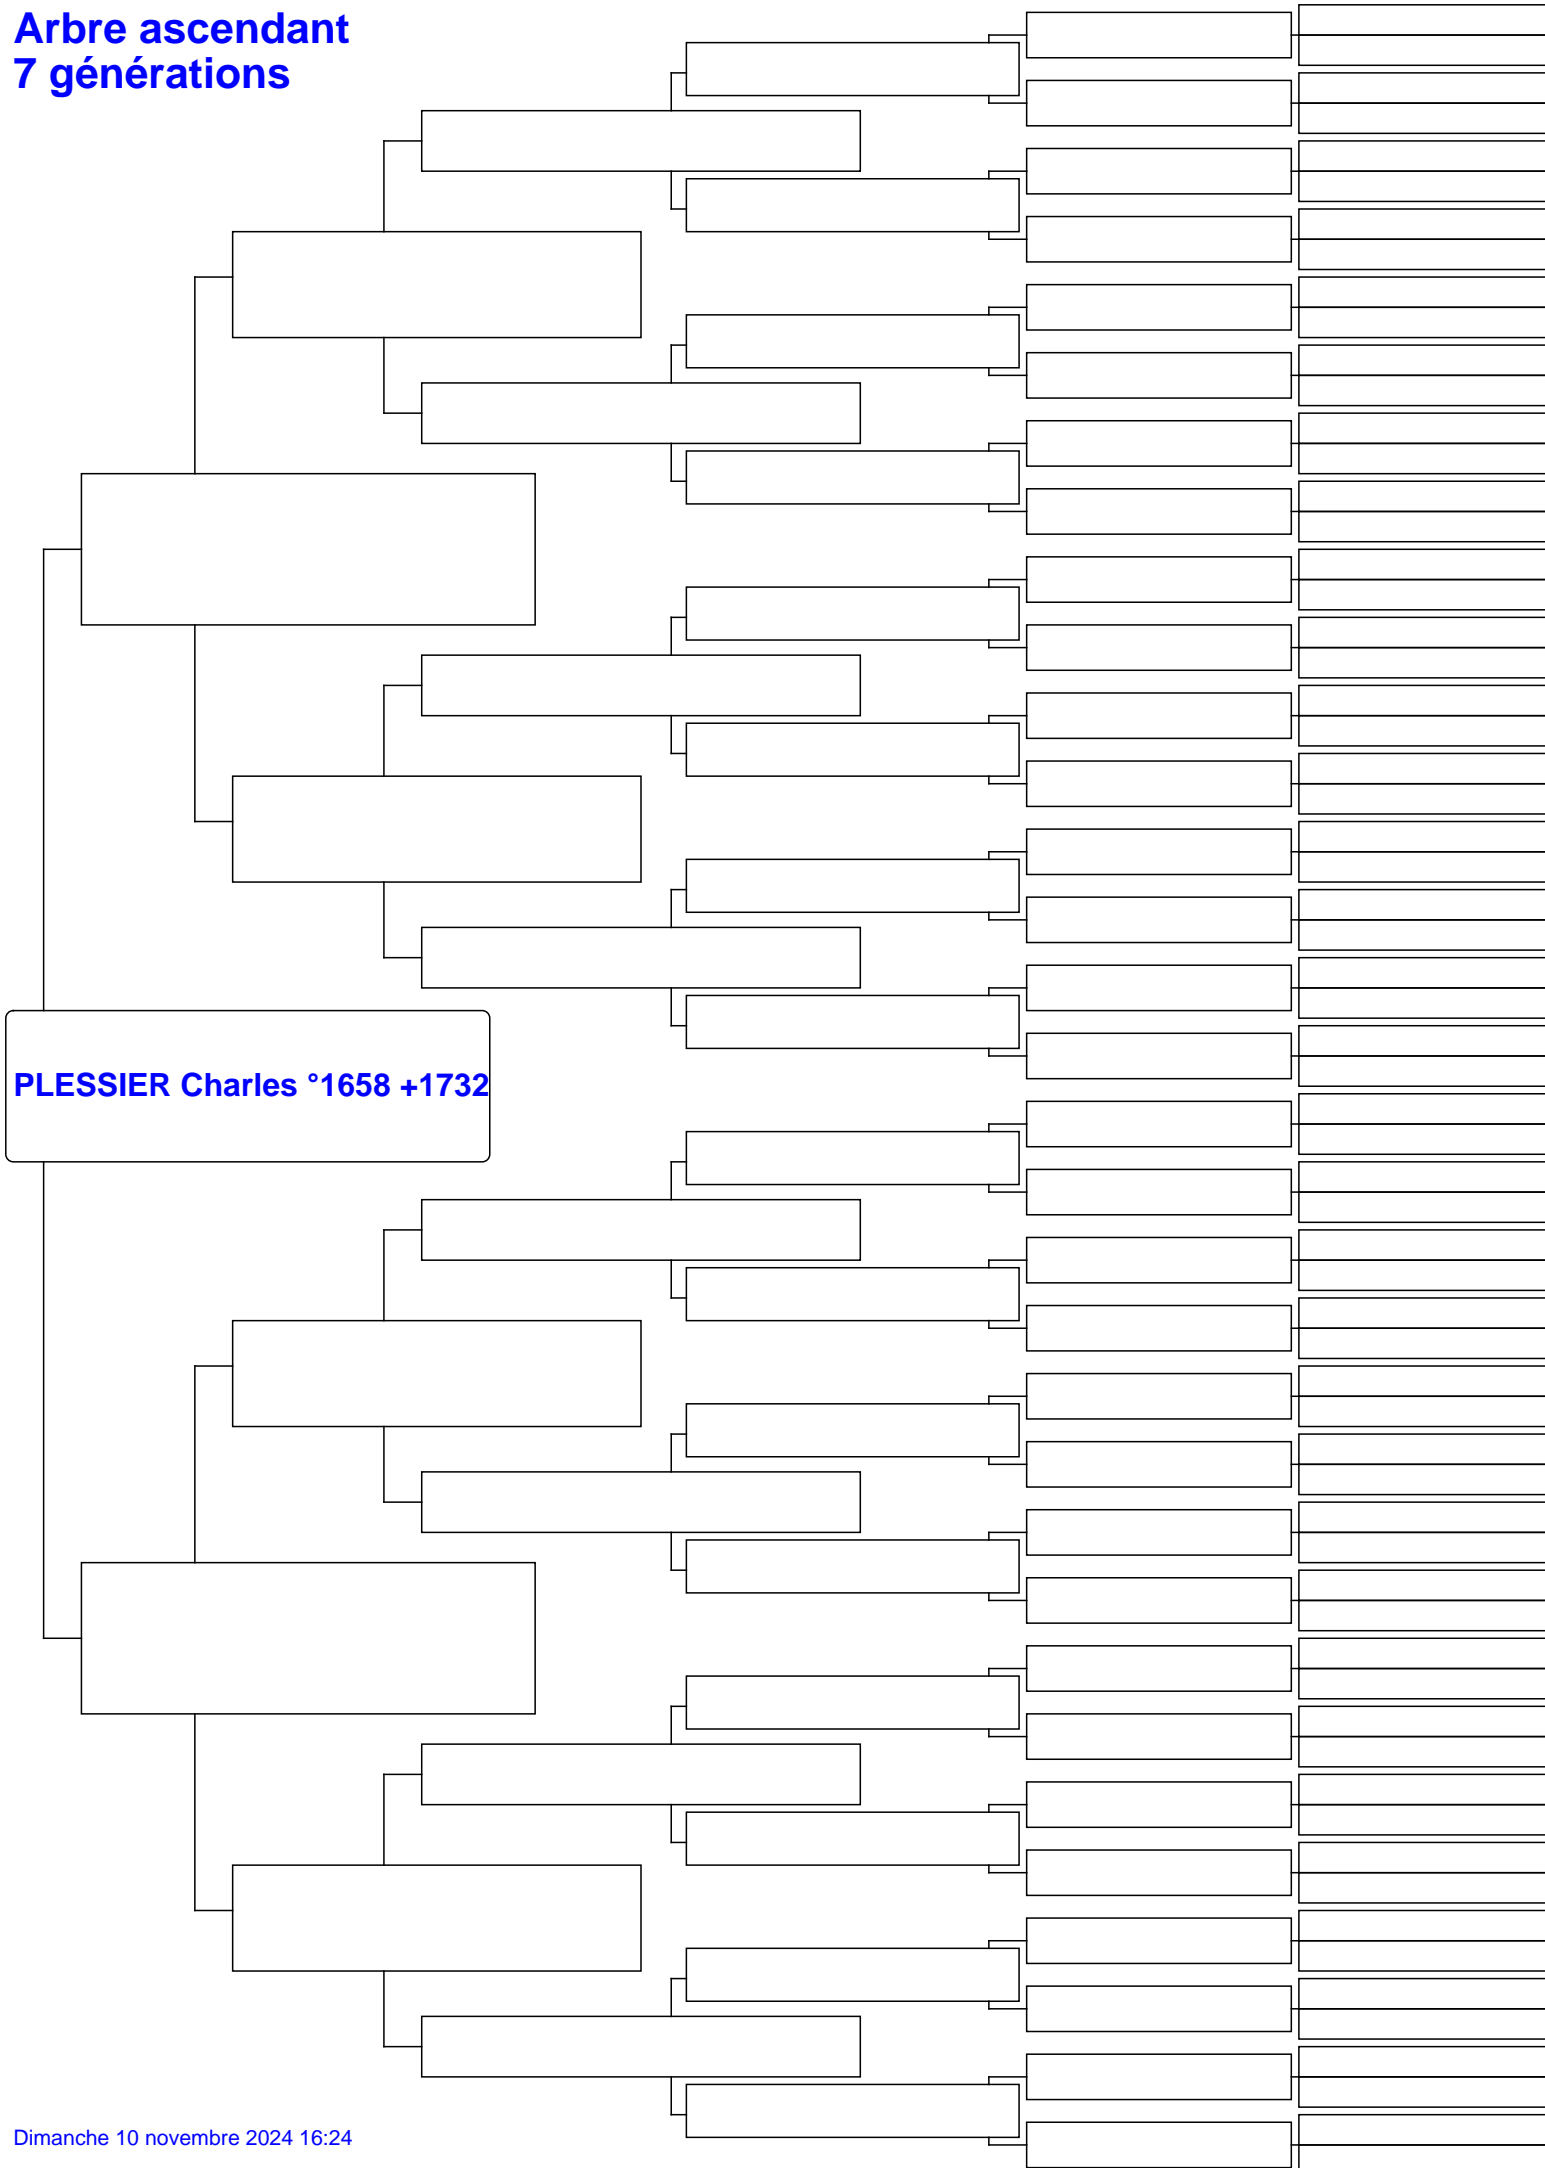 Arbre ascendant
7 générations
PLESSIER Charles °1658 +1732
Dimanche 10 novembre 2024 16:24